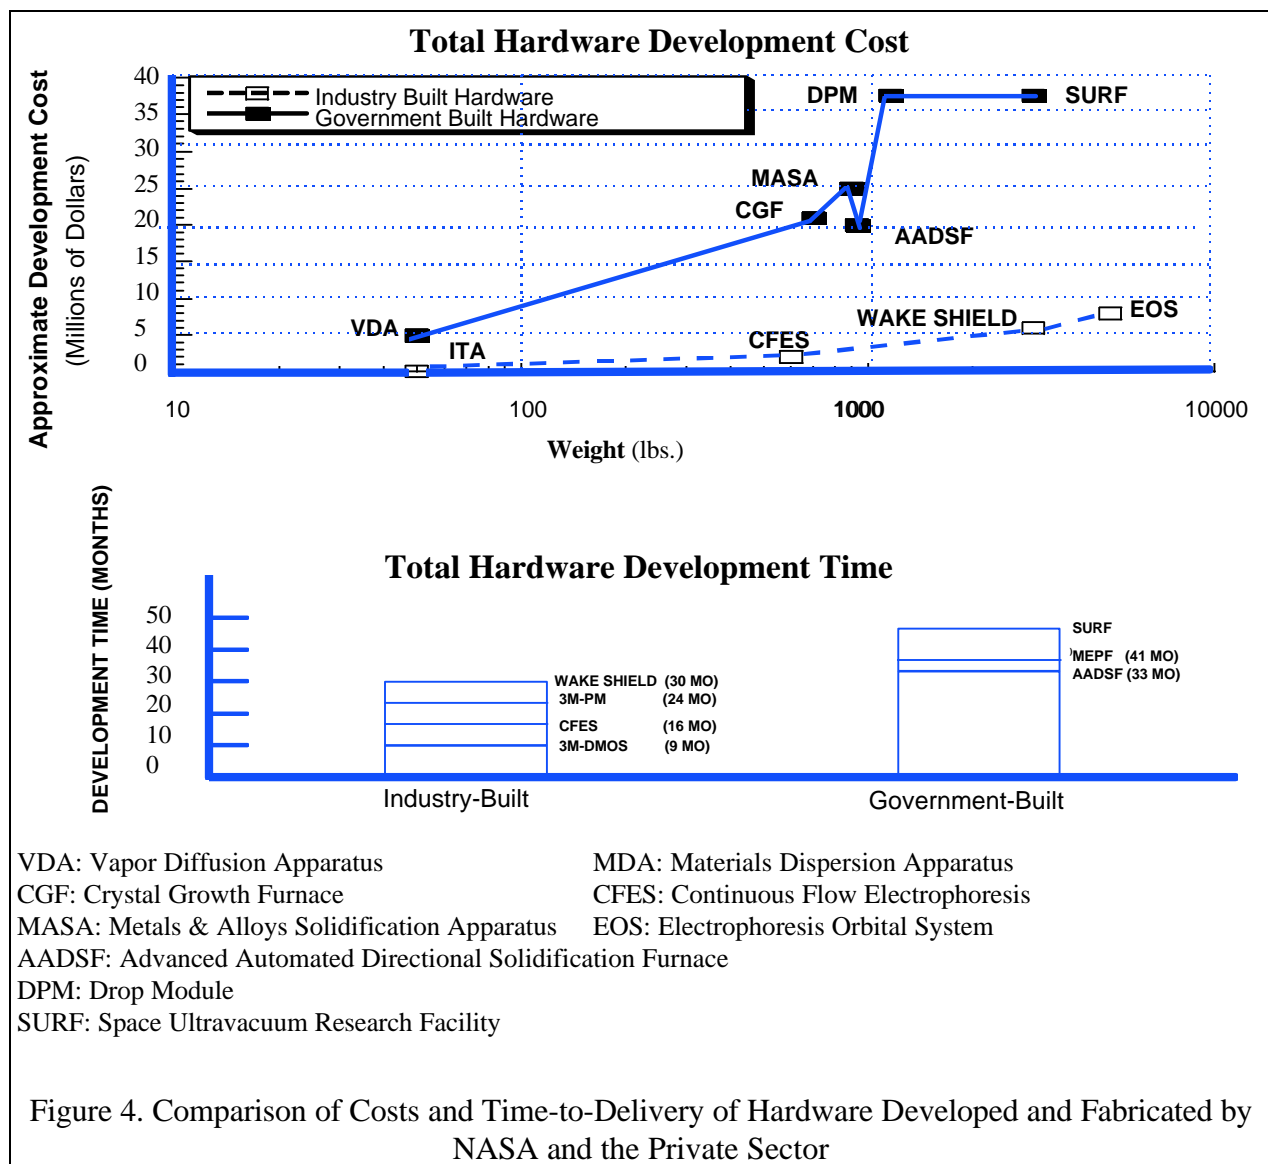 Total Hardware Development Cost
Approximate Development Cost
(Millions of Dollars)
40
35
30
25
20
15
10
5
0
Industry Built Hardware
Government Built Hardware
DPM
SURF
MASA
CGF
AADSF
VDA
ITA
CFES
WAKE SHIELD
EOS
10
100
1000
10000
Weight (lbs.)
Total Hardware Development Time
DEVELOPMENT TIME (MONTHS)
50
40
30
20
10
0
WAKE SHIELD (30 MO)
3M-PM (24 MO)
CFES (16 MO)
3M-DMOS (9 MO)
SURF
MEPF (41 MO)
AADSF (33 MO)
Industry-Built
Government-Built
VDA: Vapor Diffusion Apparatus
MDA: Materials Dispersion Apparatus
CGF: Crystal Growth Furnace
CFES: Continuous Flow Electrophoresis
MASA: Metals & Alloys Solidification Apparatus
EOS: Electrophoresis Orbital System
AADSF: Advanced Automated Directional Solidification Furnace
DPM: Drop Module
SURF: Space Ultravacuum Research Facility
Figure 4. Comparison of Costs and Time-to-Delivery of Hardware Developed and Fabricated by
NASA and the Private Sector